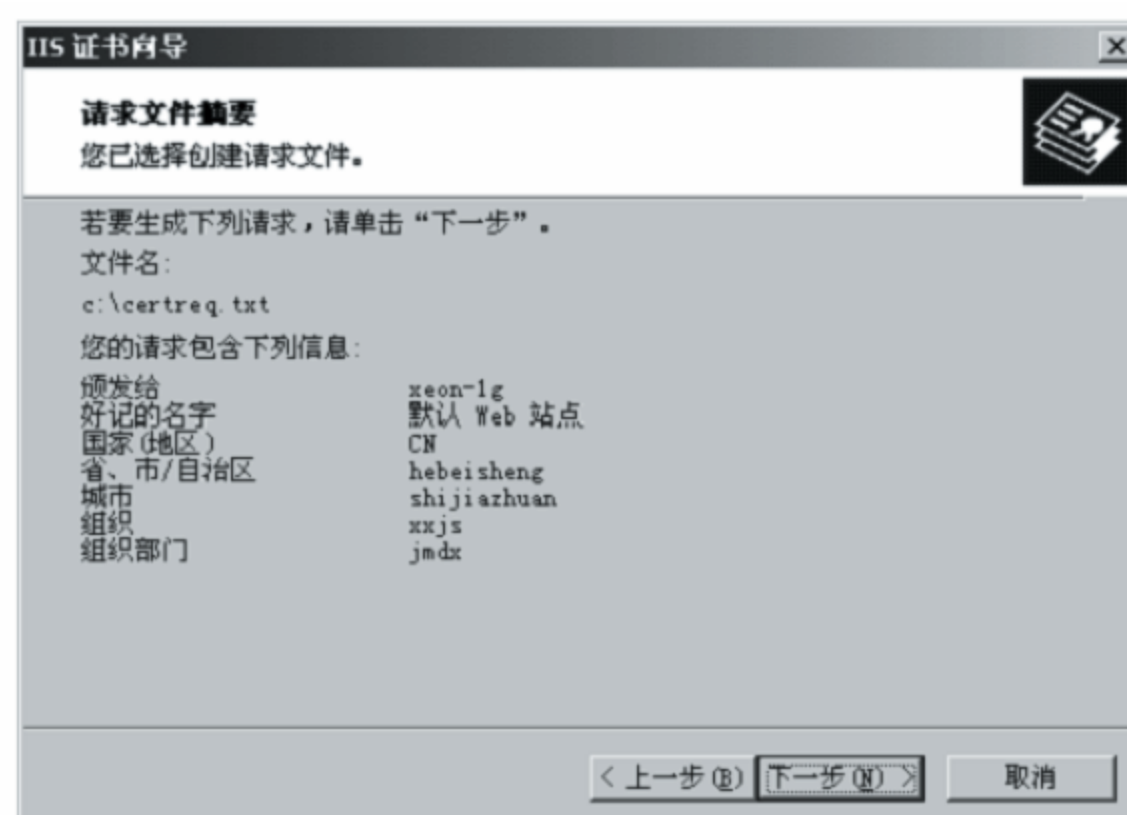 IIS 证书向导
请求文件摘要
您已选择创建请求文件。
若要生成下列请求，请单击“下一步”。
文件名:
c:\certreq.txt
您的请求包含下列信息:
颁发给 xeon-1g
好记的名字 默认 Web 站点
国家(地区) CN
省、市/自治区 hebeisheng
城市 shijiazhuan
组织 xxjs
组织部门 jmdx
< 上一步(B) 下一步(N) > 取消